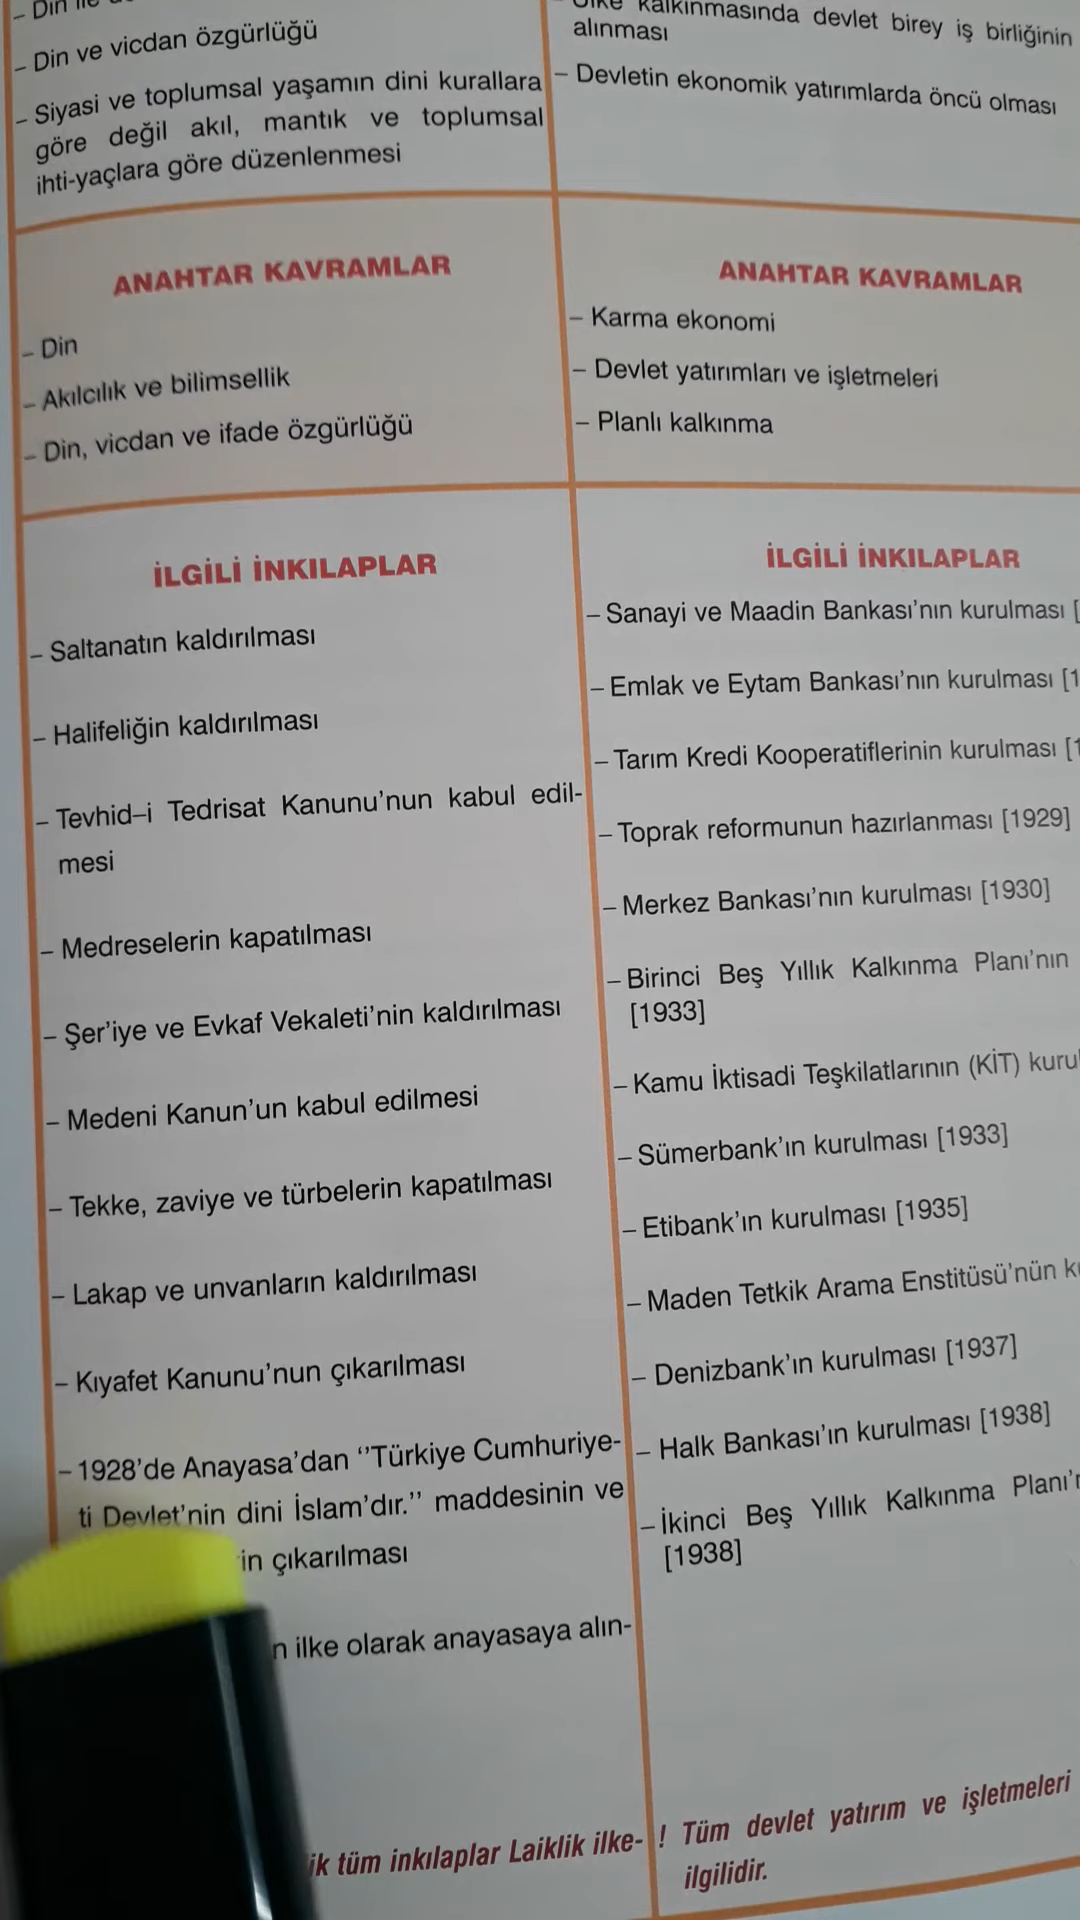 – Din
– Din ve vicdan özgürlüğü
– Siyasi ve toplumsal yaşamın dini kurallara
göre değil akıl, mantık ve toplumsal
ihti-yaçlara göre düzenlenmesi
ANAHTAR KAVRAMLAR
– Din
– Akılcılık ve bilimsellik
– Din, vicdan ve ifade özgürlüğü
İLGİLİ İNKILAPLAR
– Saltanatın kaldırılması
– Halifeliğin kaldırılması
– Tevhid–i Tedrisat Kanunu’nun kabul edil-
mesi
– Medreselerin kapatılması
– Şer’iye ve Evkaf Vekaleti’nin kaldırılması
– Medeni Kanun’un kabul edilmesi
– Tekke, zaviye ve türbelerin kapatılması
– Lakap ve unvanların kaldırılması
– Kıyafet Kanunu’nun çıkarılması
– 1928’de Anayasa’dan ‘’Türkiye Cumhuriye-
ti Devlet’nin dini İslam’dır.’’ maddesinin ve
in çıkarılması
n ilke olarak anayasaya alın-
ik tüm inkılaplar Laiklik ilke-
Ülke kalkınmasında devlet birey iş birliğinin
alınması
– Devletin ekonomik yatırımlarda öncü olması
ANAHTAR KAVRAMLAR
– Karma ekonomi
– Devlet yatırımları ve işletmeleri
– Planlı kalkınma
İLGİLİ İNKILAPLAR
– Sanayi ve Maadin Bankası’nın kurulması [
– Emlak ve Eytam Bankası’nın kurulması [1
– Tarım Kredi Kooperatiflerinin kurulması [1
– Toprak reformunun hazırlanması [1929]
– Merkez Bankası’nın kurulması [1930]
– Birinci Beş Yıllık Kalkınma Planı’nın
[1933]
– Kamu İktisadi Teşkilatlarının (KİT) kurul
– Sümerbank’ın kurulması [1933]
– Etibank’ın kurulması [1935]
– Maden Tetkik Arama Enstitüsü’nün k
– Denizbank’ın kurulması [1937]
– Halk Bankası’ın kurulması [1938]
– İkinci Beş Yıllık Kalkınma Planı’n
[1938]
! Tüm devlet yatırım ve işletmeleri
ilgilidir.